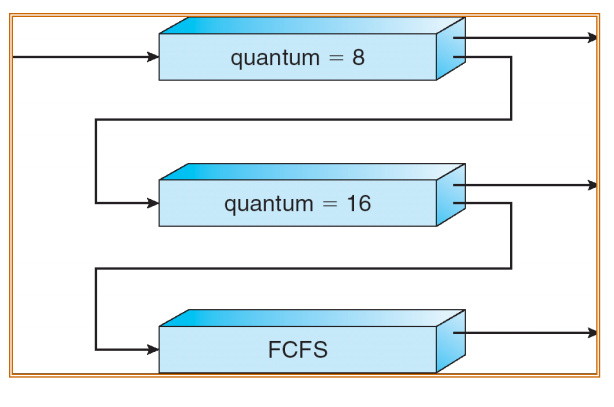 quantum = 8
quantum = 16
FCFS